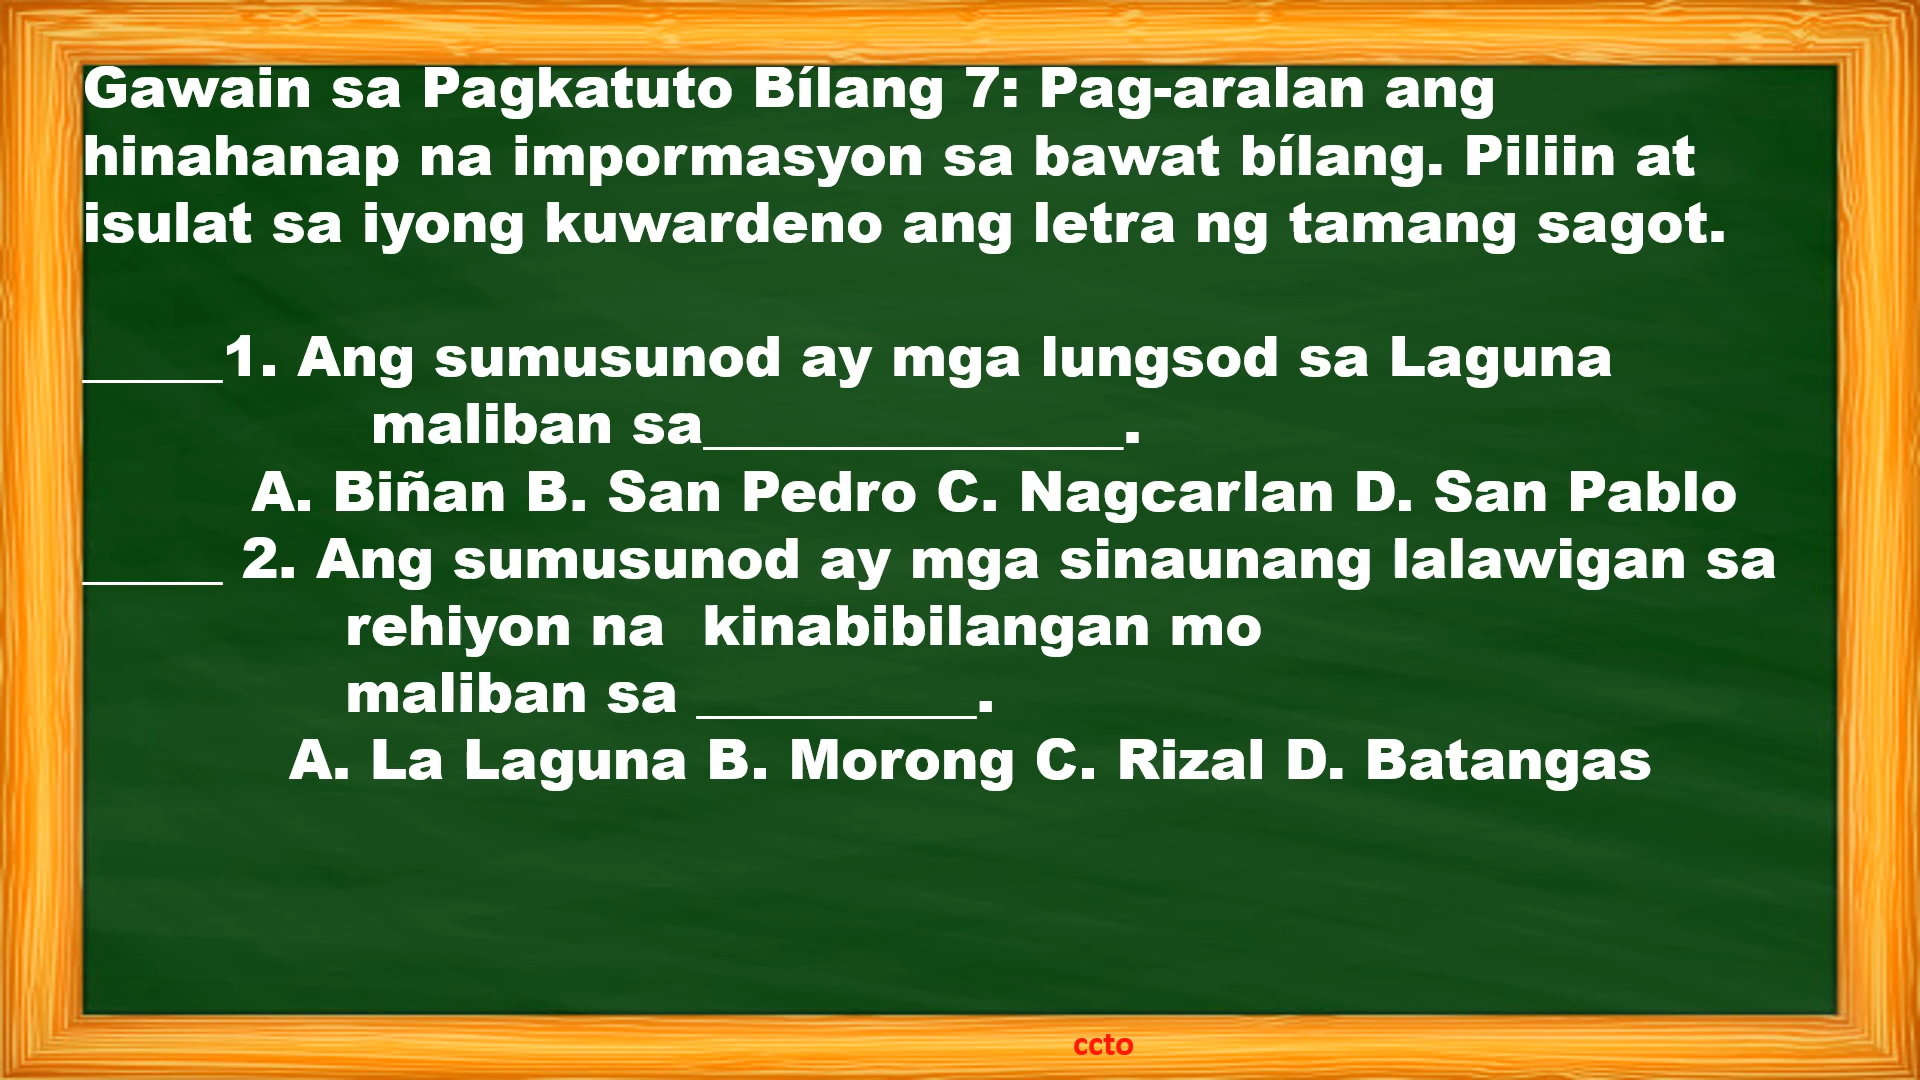 Gawain sa Pagkatuto Bílang 7: Pag-aralan ang
hinahanap na impormasyon sa bawat bílang. Piliin at
isulat sa iyong kuwardeno ang letra ng tamang sagot.
_____1. Ang sumusunod ay mga lungsod sa Laguna
maliban sa_______________.
A. Biñan B. San Pedro C. Nagcarlan D. San Pablo
_____ 2. Ang sumusunod ay mga sinaunang lalawigan sa
rehiyon na  kinabibilangan mo
maliban sa __________.
A. La Laguna B. Morong C. Rizal D. Batangas
ccto